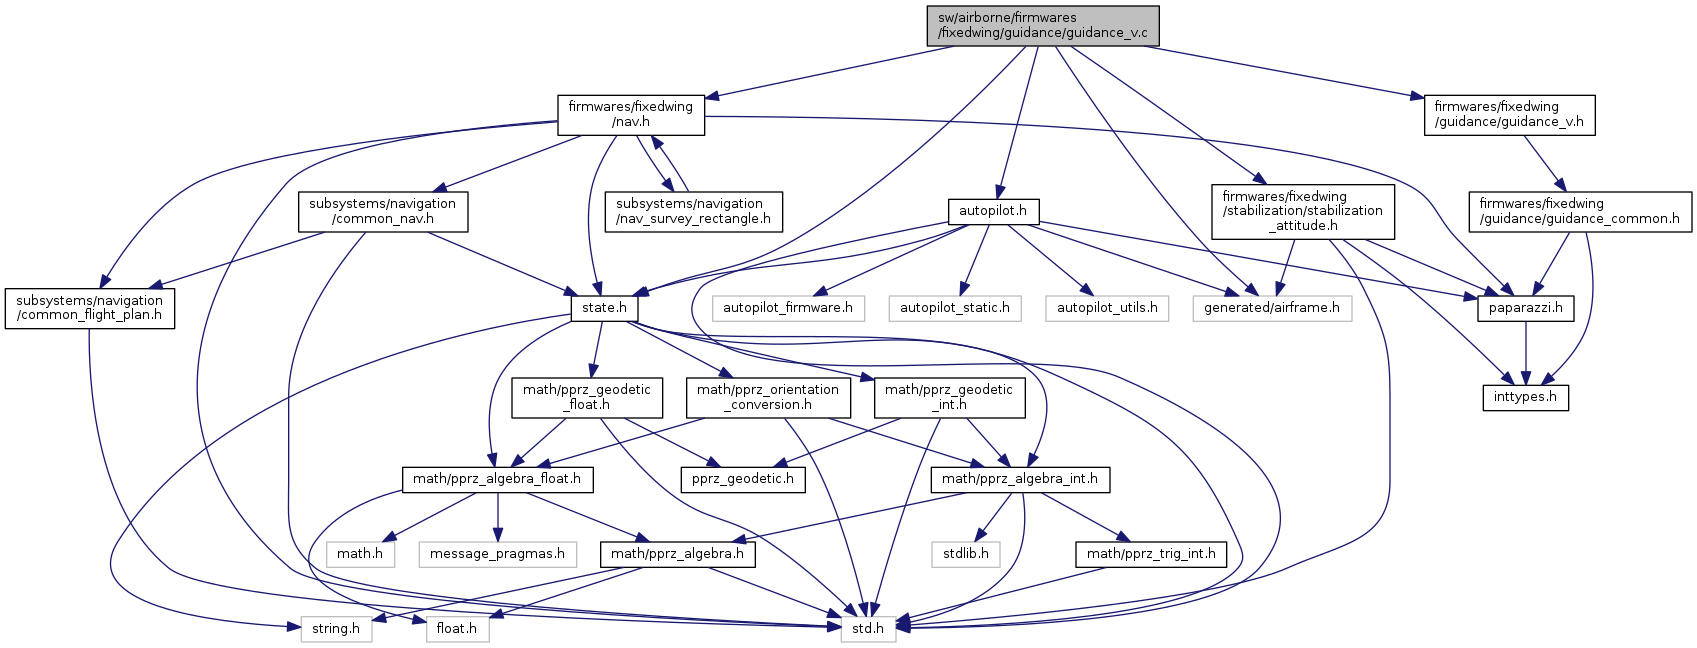 sw/airborne/firmwares
/fixedwing/guidance/guidance_v.c
firmwares/fixedwing
/nav.h
firmwares/fixedwing
/guidance/guidance_v.h
subsystems/navigation
/common_nav.h
subsystems/navigation
/nav_survey_rectangle.h
autopilot.h
firmwares/fixedwing
/stabilization/stabilization
_attitude.h
firmwares/fixedwing
/guidance/guidance_common.h
subsystems/navigation
/common_flight_plan.h
state.h
autopilot_firmware.h
autopilot_static.h
autopilot_utils.h
generated/airframe.h
paparazzi.h
math/pprz_geodetic
_float.h
math/pprz_orientation
_conversion.h
math/pprz_geodetic
_int.h
inttypes.h
math/pprz_algebra_float.h
pprz_geodetic.h
math/pprz_algebra_int.h
math.h
message_pragmas.h
math/pprz_algebra.h
stdlib.h
math/pprz_trig_int.h
string.h
float.h
std.h